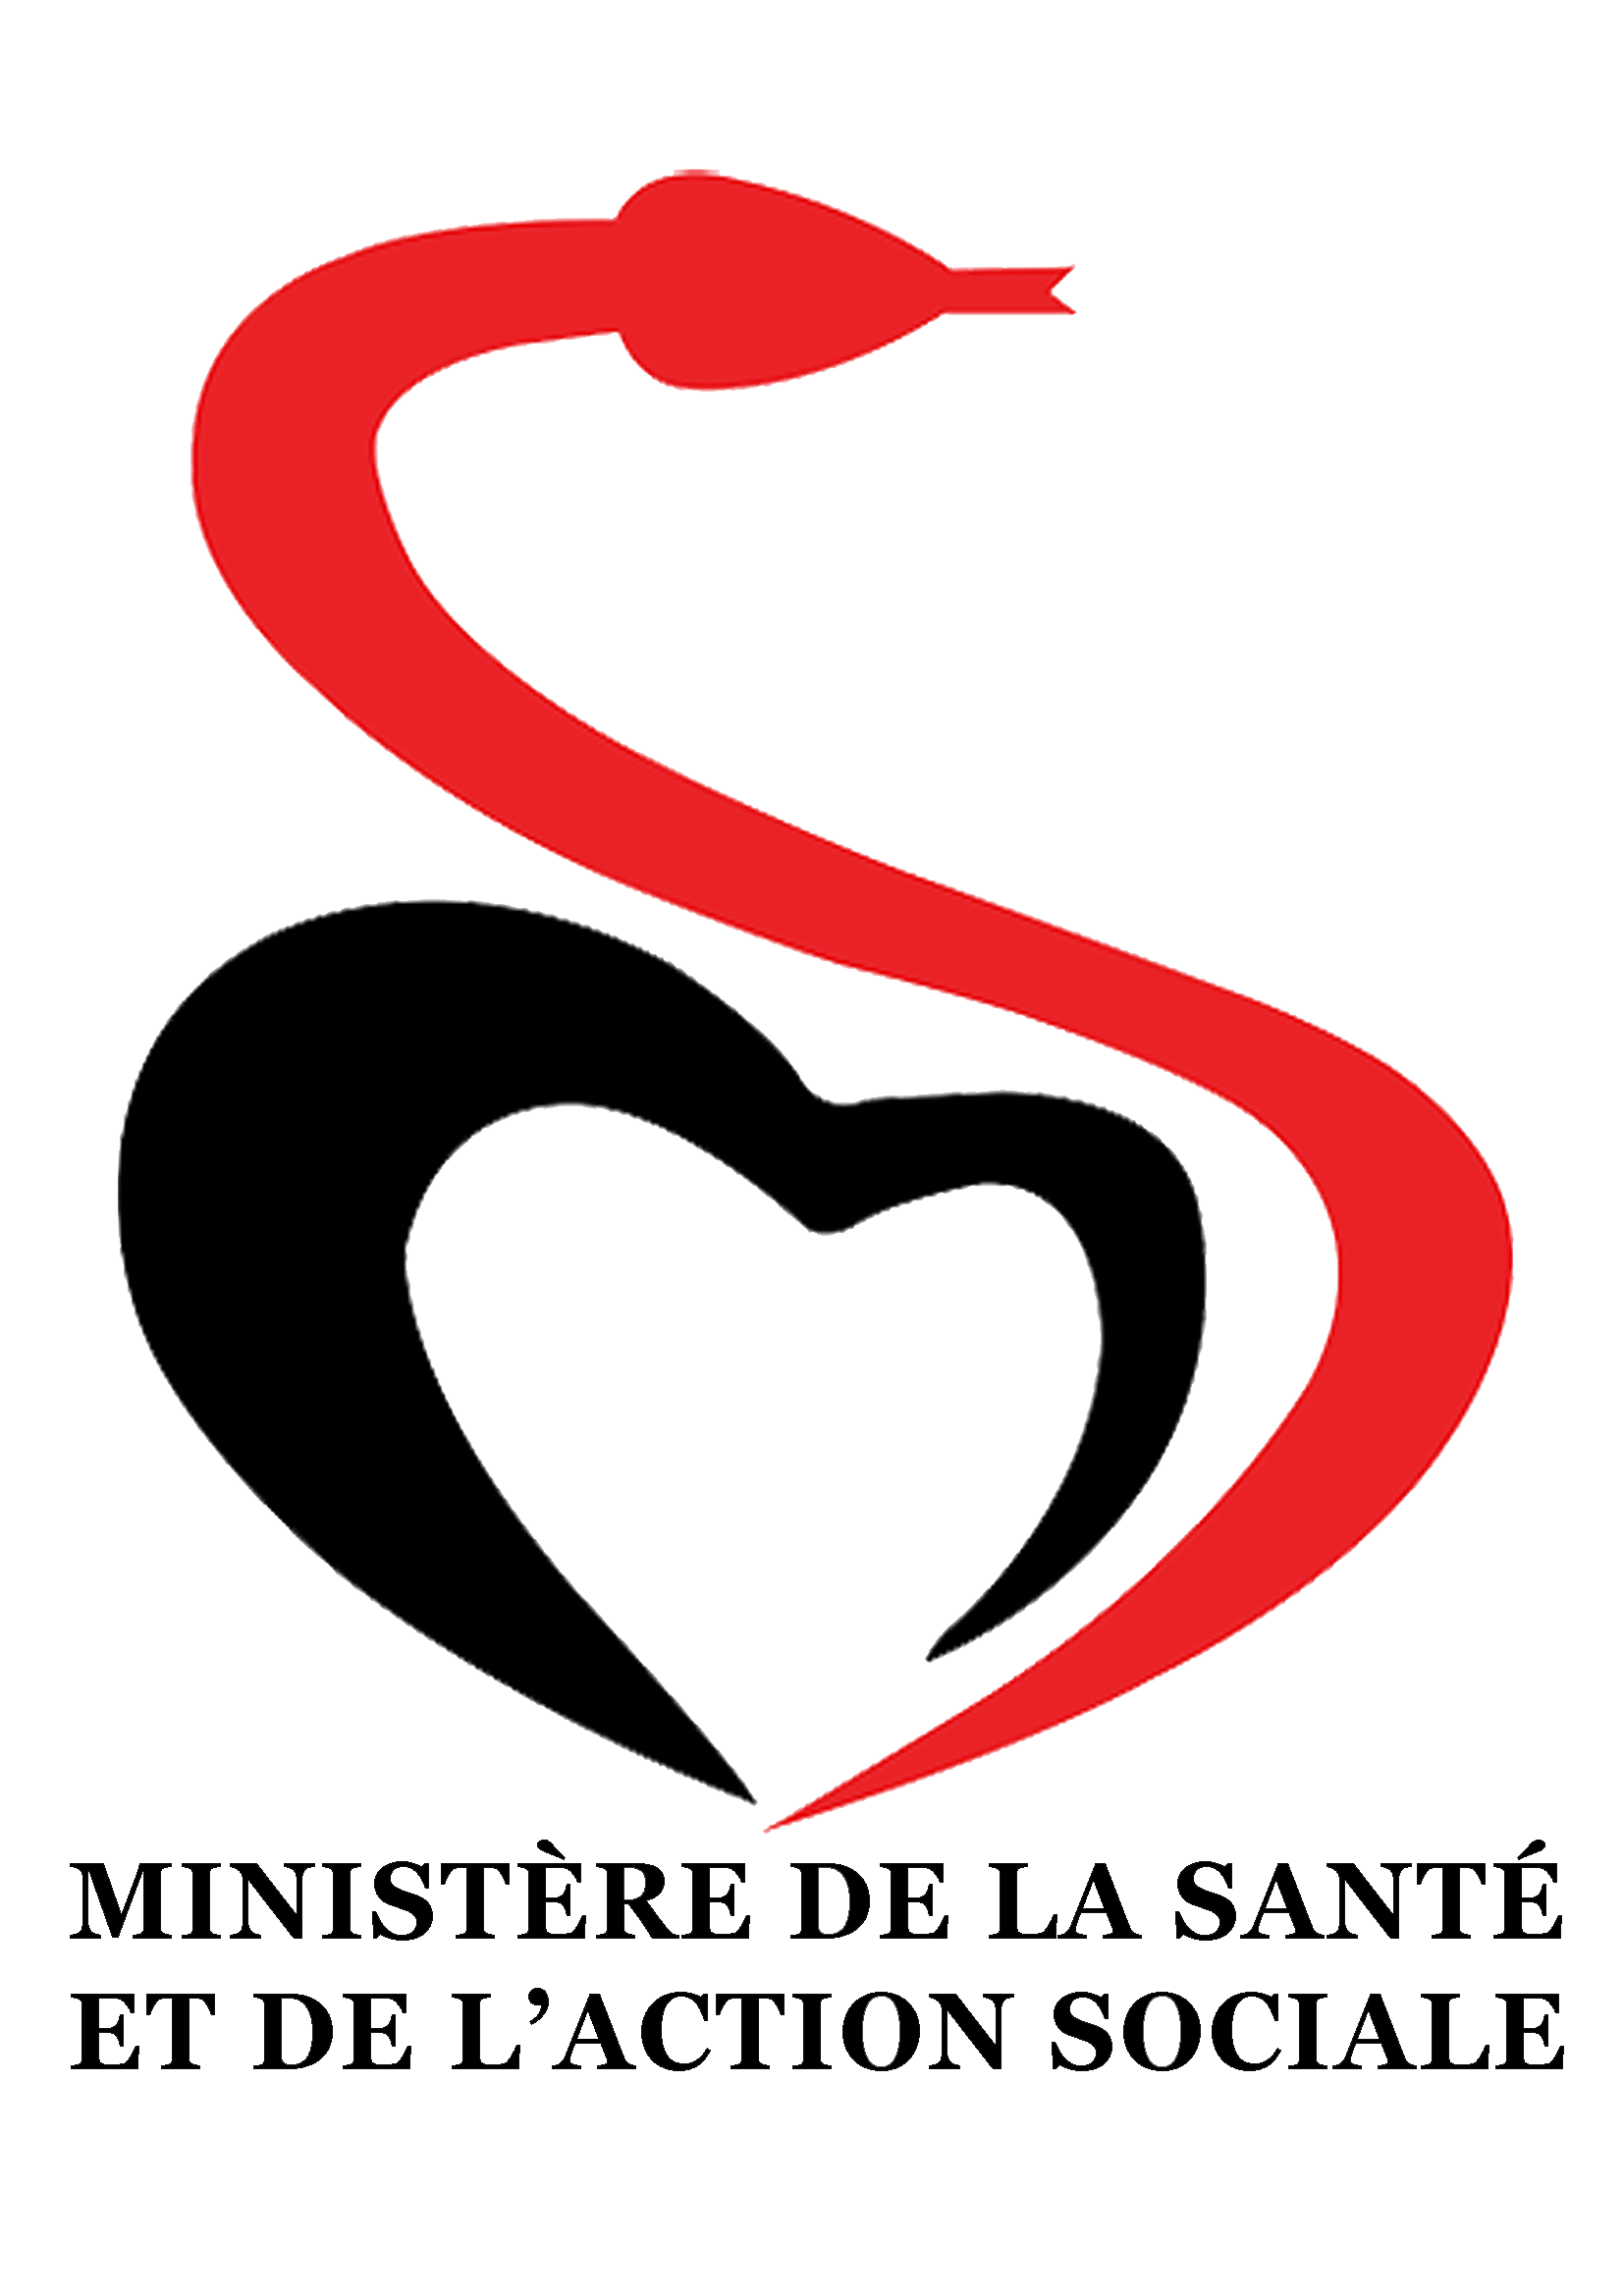 MINISTÈRE DE LA SANTÉ
ET DE L’ACTION SOCIALE